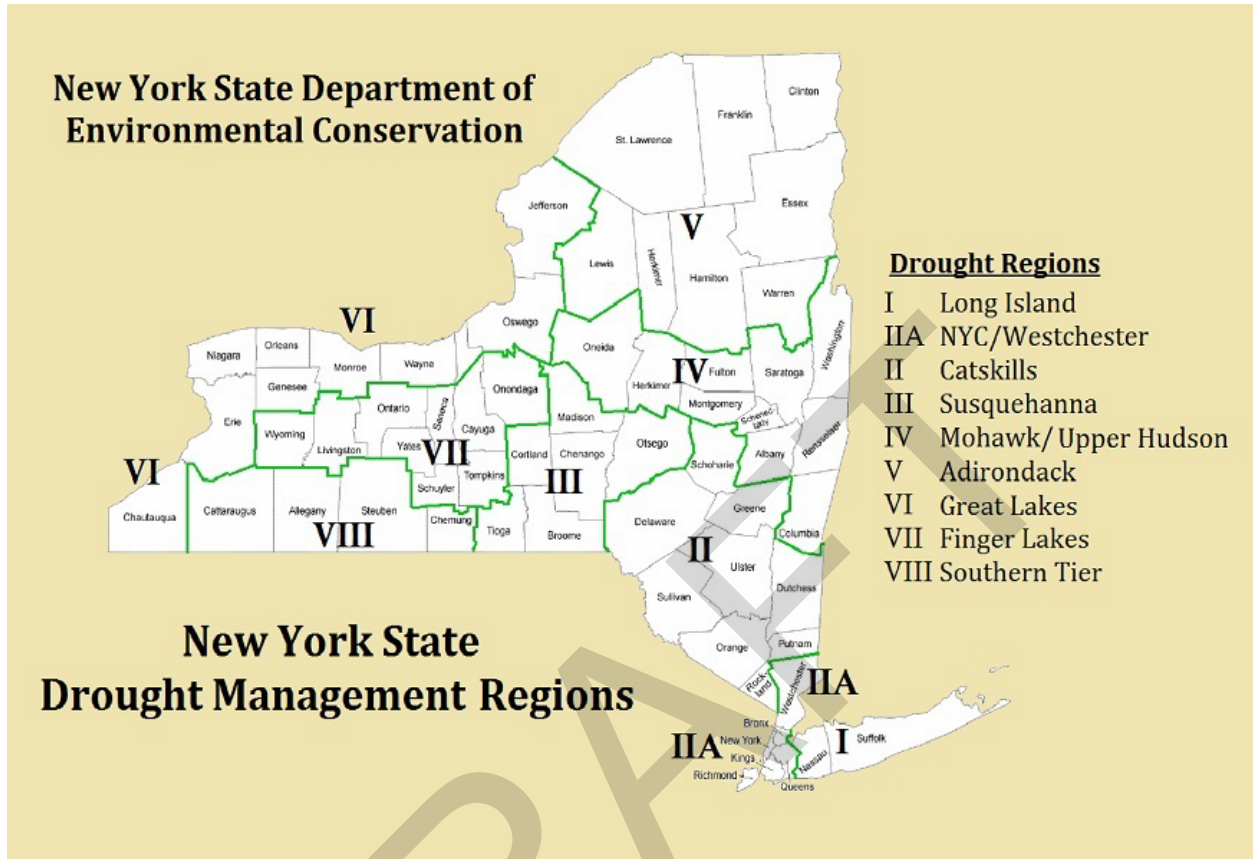 New York State Department of
Environmental Conservation
Clinton
Franklin
St. Lawrence
Jefferson
Essex
V
Lewis
Herkimer
Hamilton
Warren
Drought Regions
I Long Island
IIA NYC/Westchester
II Catskills
III Susquehanna
IV Mohawk/Upper Hudson
V Adirondack
VI Great Lakes
VII Finger Lakes
VIII Southern Tier
VI
Oswego
Oneida
Washington
Niagara
Orleans
Monroe
Wayne
Herkimer
IV
Fulton
Saratoga
Genesee
Onondaga
Montgomery
Erie
Wyoming
Livingston
Ontario
Seneca
Yates
VII
Cayuga
Madison
Otsego
Schenec
tady
Rensselaer
Cortland
Chenango
Schoharie
Albany
VI
Schuyler
Tompkins
III
Chautauqua
Cattaraugus
Allegany
Steuben
Chemung
Tioga
Broome
Delaware
Greene
Columbia
VIII
II
Ulster
Sullivan
Dutchess
New York State
Drought Management Regions
Orange
Putnam
Rock-
land
Westchester
IIA
Bronx
IIA
New York
Kings
Richmond
Queens
Nassau
I
Suffolk
DRAFT